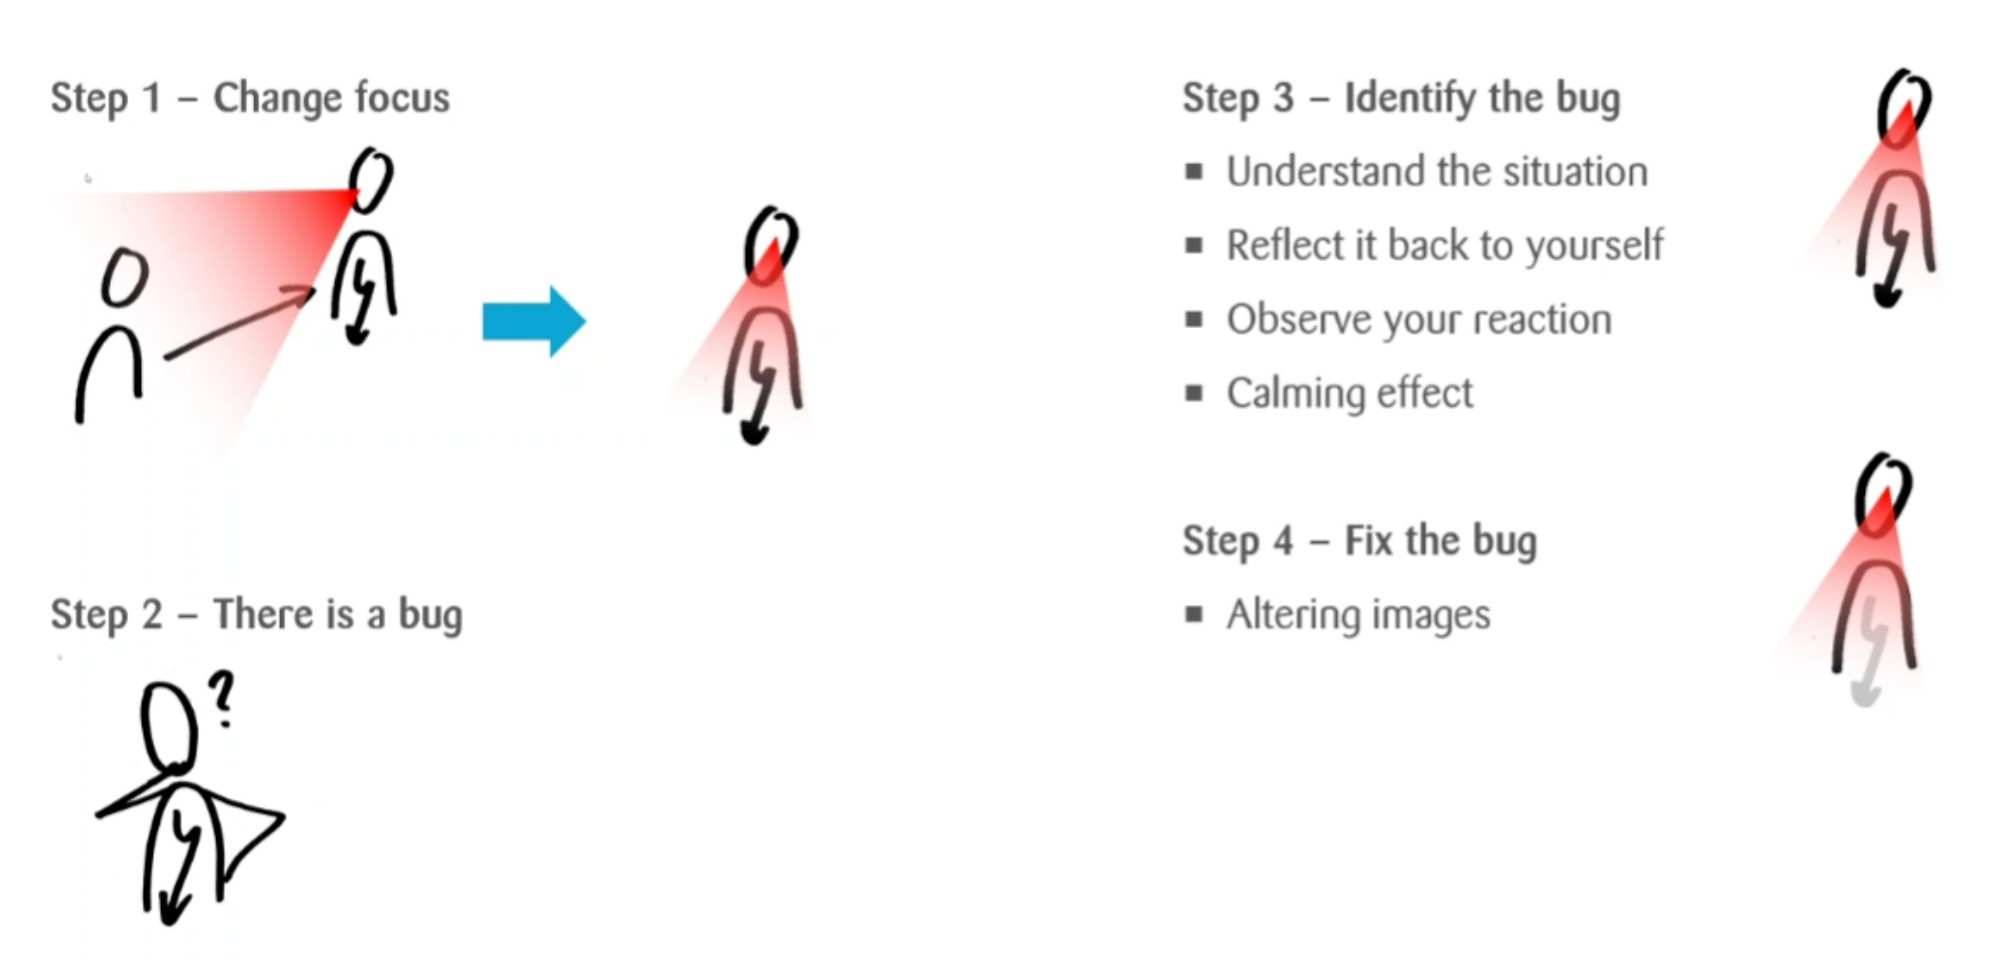 Step 1 – Change focus
Step 2 – There is a bug
?
Step 3 – Identify the bug
▪ Understand the situation
▪ Reflect it back to yourself
▪ Observe your reaction
▪ Calming effect
Step 4 – Fix the bug
▪ Altering images